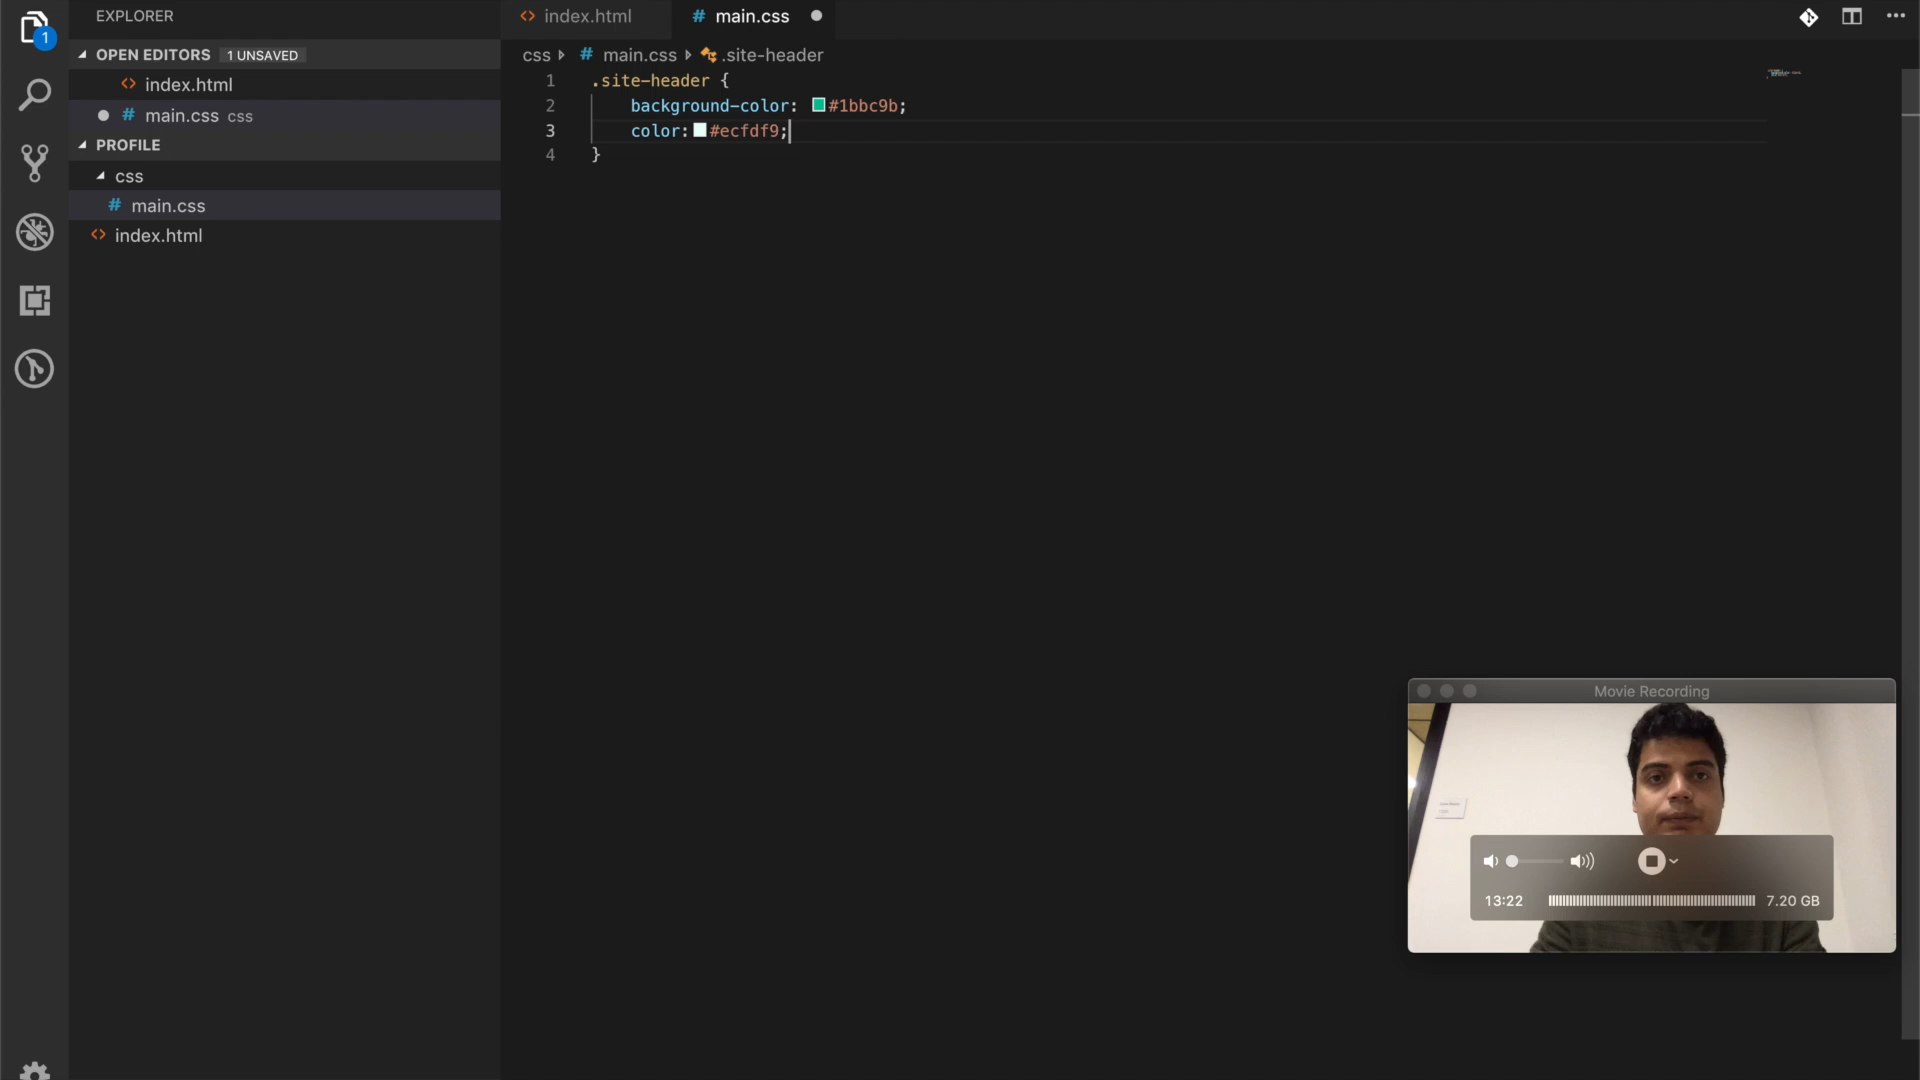 EXPLORER
OPEN EDITORS 1 UNSAVED
<> index.html
# main.css css
PROFILE
css
# main.css
<> index.html
1
<> index.html
# main.css
css # main.css .site-header
1 .site-header {
2 background-color: #1bbc9b;
3 color: #ecfdf9;
4 }
Movie Recording
13:22 7.20 GB